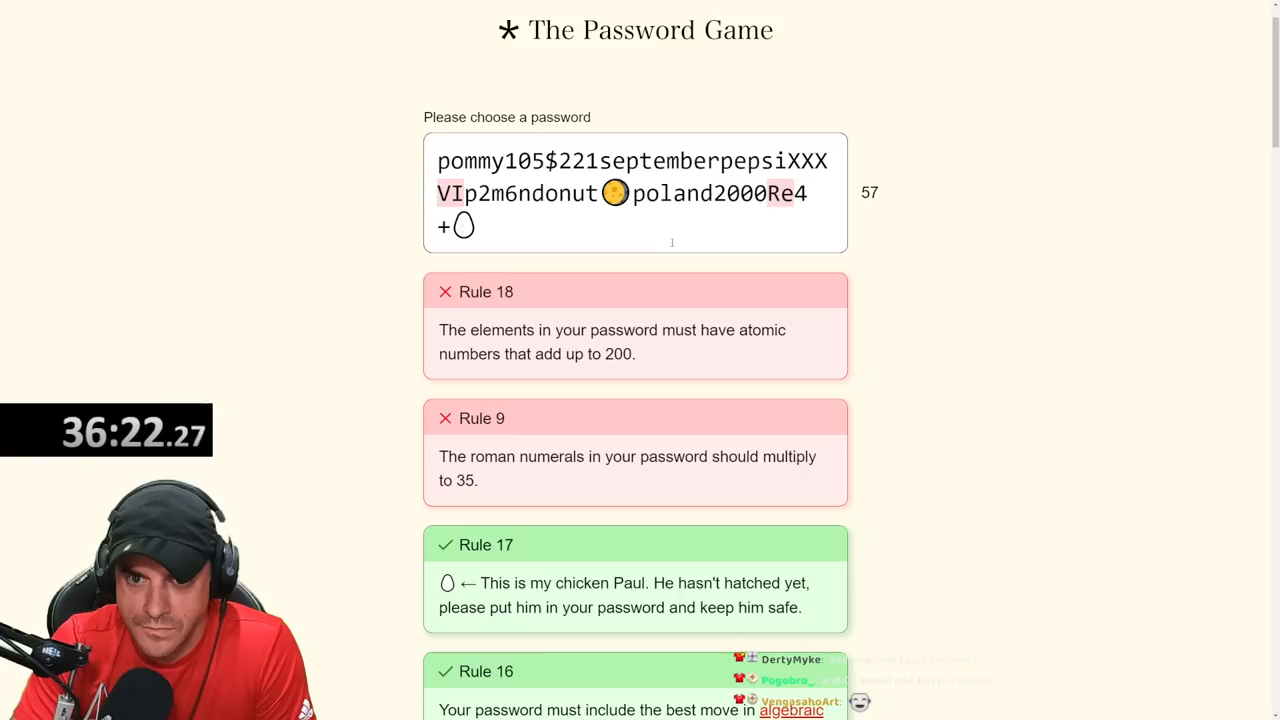 * The Password Game
Please choose a password
pommy105$221septemberpepsiXXX
VIp2m6ndonut🌕poland2000Re4
+🥚
57
Rule 18
The elements in your password must have atomic
numbers that add up to 200.
Rule 9
The roman numerals in your password should multiply
to 35.
Rule 17
🥚 ← This is my chicken Paul. He hasn't hatched yet,
please put him in your password and keep him safe.
Rule 16
Your password must include the best move in algebraic
36:22.27
DertyMyke:
Pogobro_:
VengasahoArt: